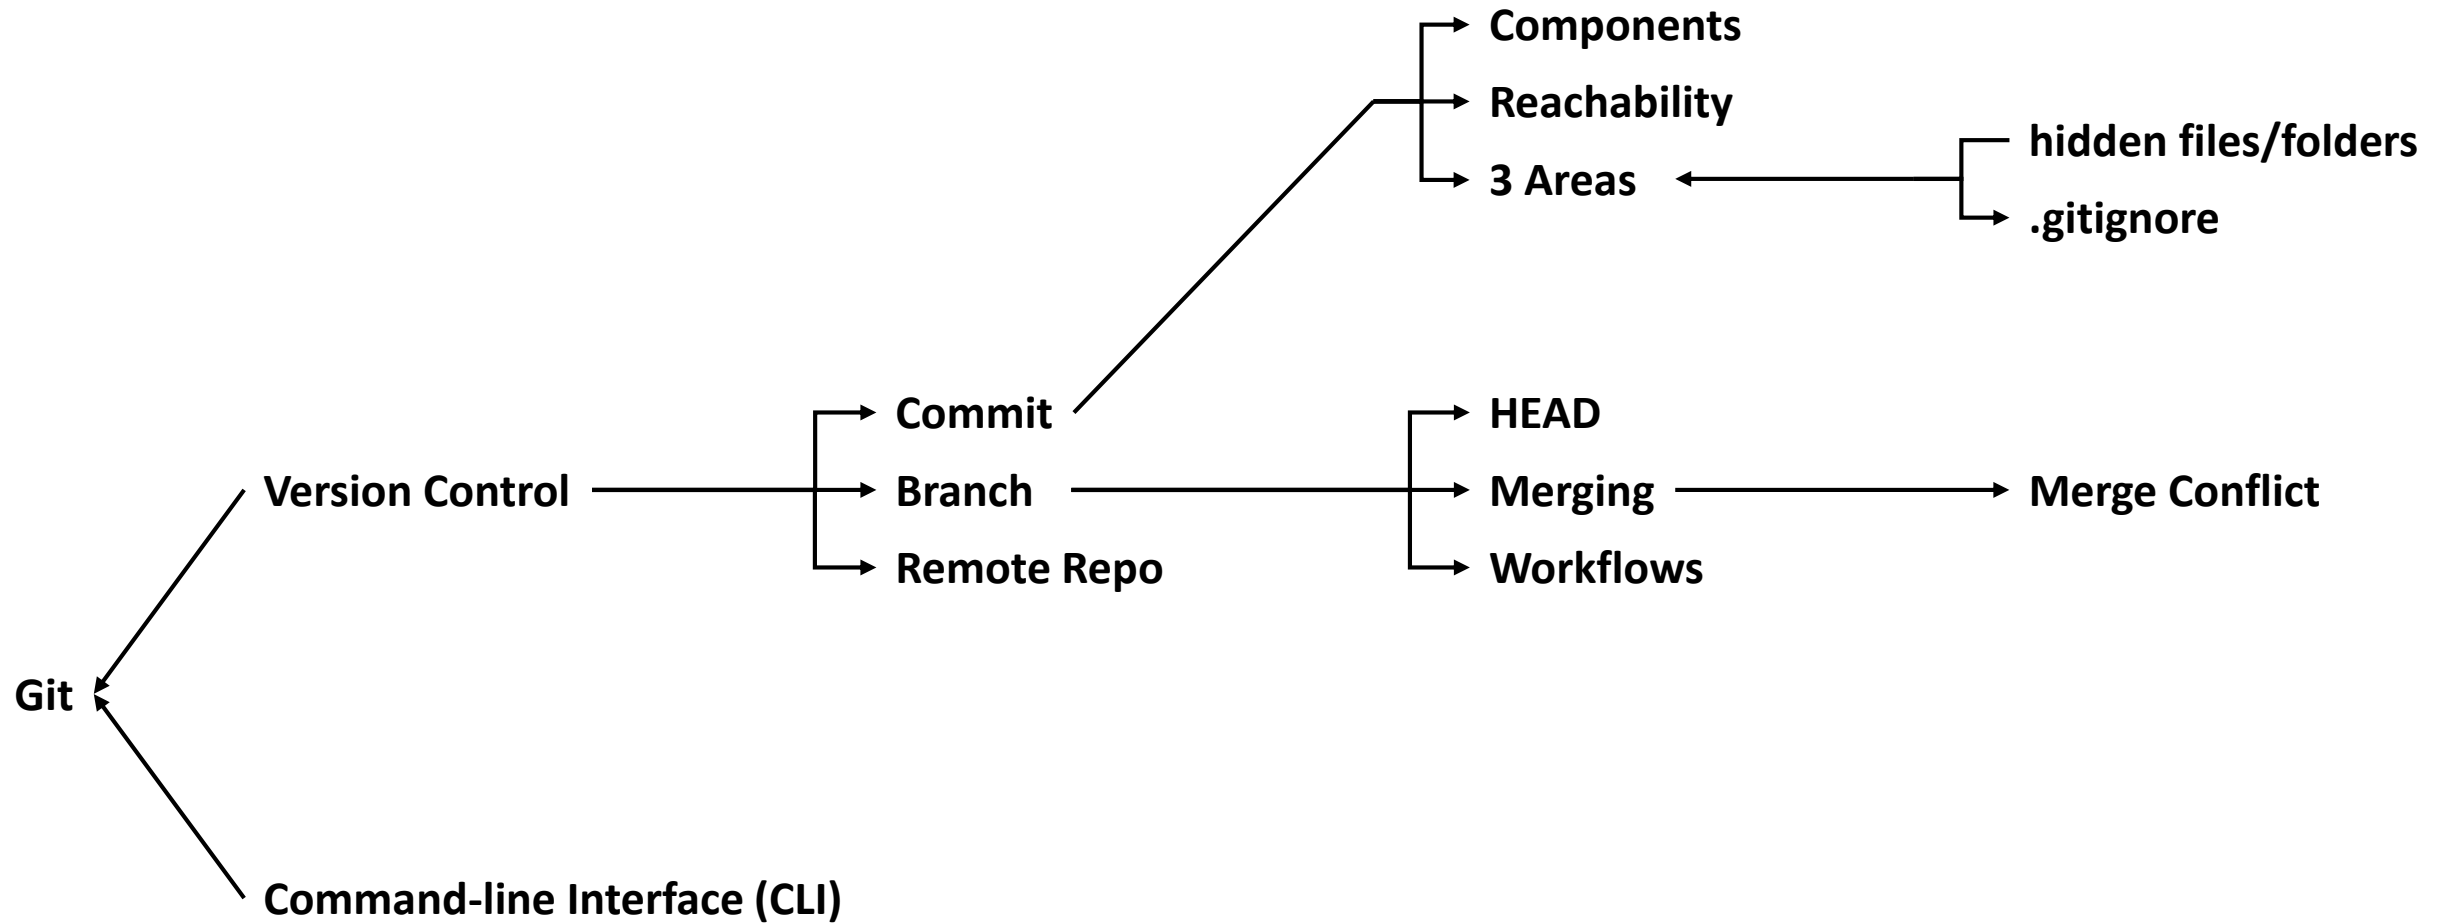 Components
Reachability
hidden files/folders
3 Areas
.gitignore
Commit
HEAD
Version Control
Branch
Merging
Merge Conflict
Remote Repo
Workflows
Git
Command-line Interface (CLI)